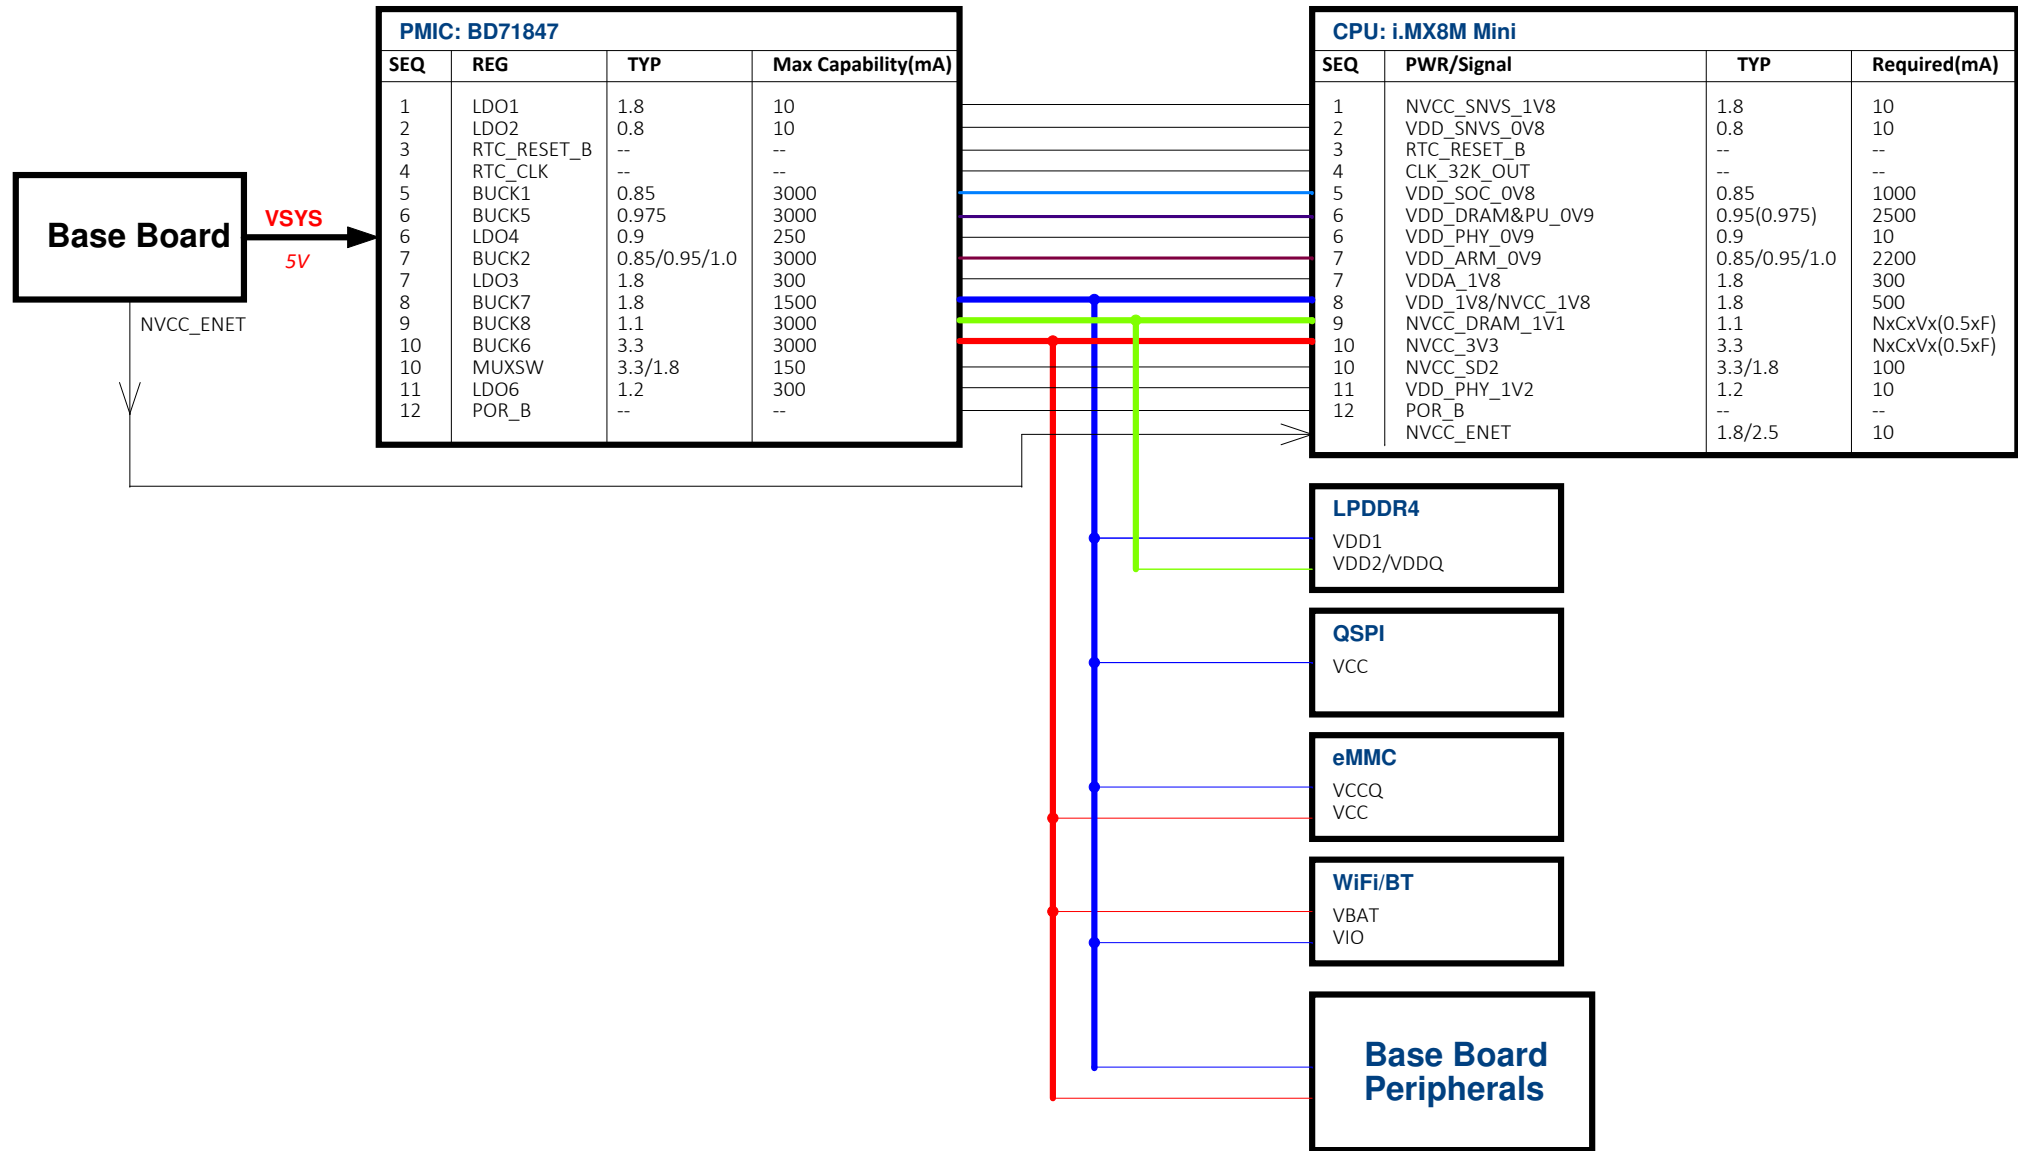 PMIC: BD71847
SEQ REG TYP Max Capability(mA)
1 LDO1 1.8 10
2 LDO2 0.8 10
3 RTC_RESET_B -- --
4 RTC_CLK -- --
5 BUCK1 0.85 3000
6 BUCK5 0.975 3000
6 LDO4 0.9 250
7 BUCK2 0.85/0.95/1.0 3000
7 LDO3 1.8 300
8 BUCK7 1.8 1500
9 BUCK8 1.1 3000
10 BUCK6 3.3 3000
10 MUXSW 3.3/1.8 150
11 LDO6 1.2 300
12 POR_B -- --
CPU: i.MX8M Mini
SEQ PWR/Signal TYP Required(mA)
1 NVCC_SNVS_1V8 1.8 10
2 VDD_SNVS_0V8 0.8 10
3 RTC_RESET_B -- --
4 CLK_32K_OUT -- --
5 VDD_SOC_0V8 0.85 1000
6 VDD_DRAM&PU_0V9 0.95(0.975) 2500
6 VDD_PHY_0V9 0.9 10
7 VDD_ARM_0V9 0.85/0.95/1.0 2200
7 VDDA_1V8 1.8 300
8 VDD_1V8/NVCC_1V8 1.8 500
9 NVCC_DRAM_1V1 1.1 NxCxVx(0.5xF)
10 NVCC_3V3 3.3 NxCxVx(0.5xF)
10 NVCC_SD2 3.3/1.8 100
11 VDD_PHY_1V2 1.2 10
12 POR_B -- --
NVCC_ENET 1.8/2.5 10
Base Board
VSYS
5V
NVCC_ENET
LPDDR4
VDD1
VDD2/VDDQ
QSPI
VCC
eMMC
VCCQ
VCC
WiFi/BT
VBAT
VIO
Base Board
Peripherals